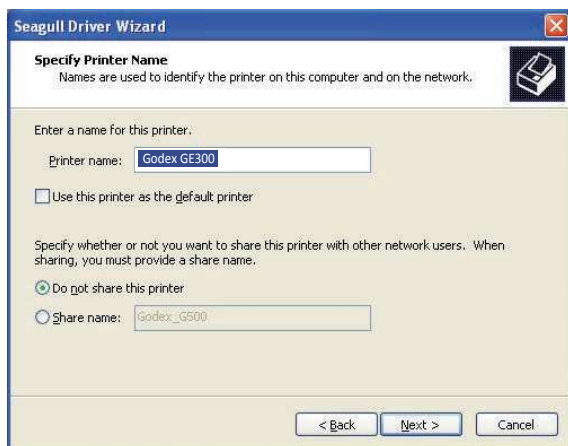 Seagull Driver Wizard
Specify Printer Name
Names are used to identify the printer on this computer and on the network.
Enter a name for this printer.
Printer name: Godex GE300
Use this printer as the default printer
Specify whether or not you want to share this printer with other network users. When
sharing, you must provide a share name.
Do not share this printer
Share name: Godex_G500
< Back Next > Cancel